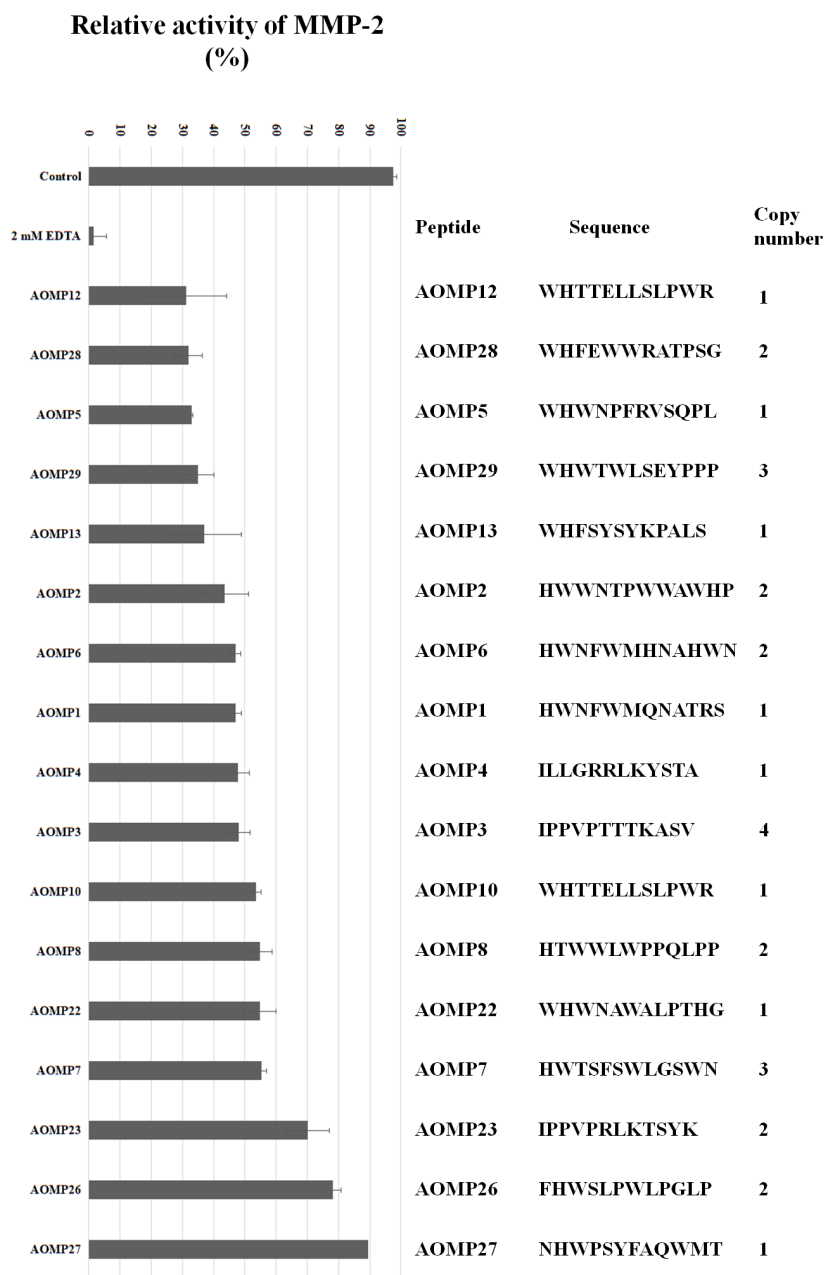 Relative activity of MMP-2
(%)
0 10 20 30 40 50 60 70 80 90 100
Control
2 mM EDTA
Peptide Sequence Copy
number
AOMP12 AOMP12 WHTTELLSLPWR 1
AOMP28 AOMP28 WHFEWWRATPSG 2
AOMP5 AOMP5 WHWNPFRVSQPL 1
AOMP29 AOMP29 WHWTWLSEYPPP 3
AOMP13 AOMP13 WHFSYSYKPALS 1
AOMP2 AOMP2 HWWNTPWWAWHP 2
AOMP6 AOMP6 HWNFWMHNAHWN 2
AOMP1 AOMP1 HWNFWMQNATRS 1
AOMP4 AOMP4 ILLGRRLKYSTA 1
AOMP3 AOMP3 IPPVPTTTKASV 4
AOMP10 AOMP10 WHTTELLSLPWR 1
AOMP8 AOMP8 HTWWLWPPQLPP 2
AOMP22 AOMP22 WHWNAWALPTHG 1
AOMP7 AOMP7 HWTSFSWLGSWN 3
AOMP23 AOMP23 IPPVPRLKTSYK 2
AOMP26 AOMP26 FHWSLPWLPGLP 2
AOMP27 AOMP27 NHWPSYFAQWMT 1